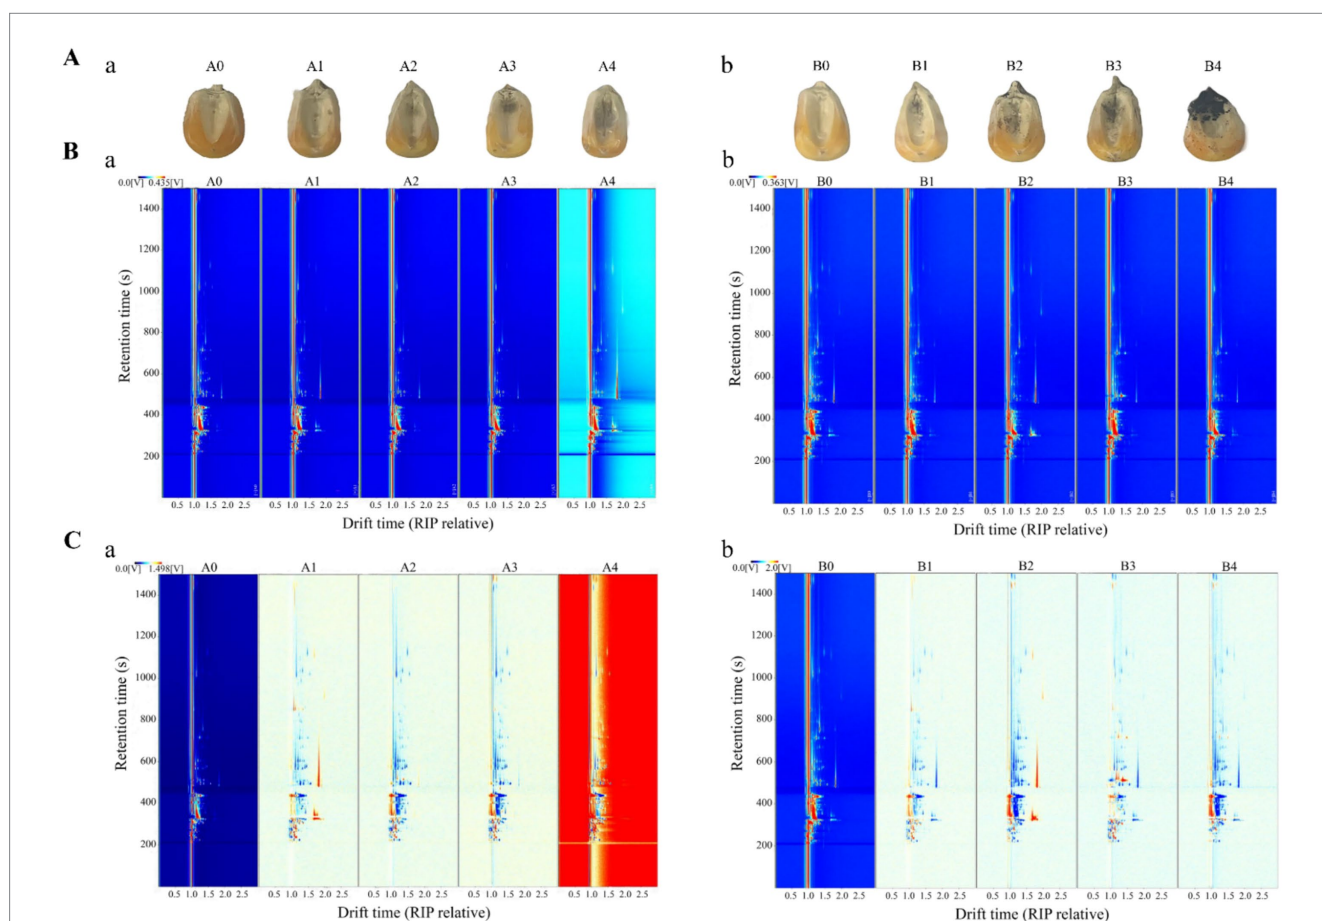 A a A0 A1 A2 A3 A4 b B0 B1 B2 B3 B4
B a b
0.0[V] 0.435[V] A0 A1 A2 A3 A4 0.0[V] 0.363[V] B0 B1 B2 B3 B4
Retention time (s) 1400 1200 1000 800 600 400 200
Retention time (s) 1400 1200 1000 800 600 400 200
0.5 1.0 1.5 2.0 2.5 0.5 1.0 1.5 2.0 2.5 0.5 1.0 1.5 2.0 2.5 0.5 1.0 1.5 2.0 2.5 0.5 1.0 1.5 2.0 2.5
Drift time (RIP relative)
0.5 1.0 1.5 2.0 2.5 0.5 1.0 1.5 2.0 2.5 0.5 1.0 1.5 2.0 2.5 0.5 1.0 1.5 2.0 2.5 0.5 1.0 1.5 2.0 2.5
Drift time (RIP relative)
C a b
0.0[V] 1.498[V] A0 A1 A2 A3 A4 0.0[V] 2.0[V] B0 B1 B2 B3 B4
Retention time (s) 1400 1200 1000 800 600 400 200
Retention time (s) 1400 1200 1000 800 600 400 200
0.5 1.0 1.5 2.0 2.5 0.5 1.0 1.5 2.0 2.5 0.5 1.0 1.5 2.0 2.5 0.5 1.0 1.5 2.0 2.5 0.5 1.0 1.5 2.0 2.5
Drift time (RIP relative)
0.5 1.0 1.5 2.0 2.5 0.5 1.0 1.5 2.0 2.5 0.5 1.0 1.5 2.0 2.5 0.5 1.0 1.5 2.0 2.5 0.5 1.0 1.5 2.0 2.5
Drift time (RIP relative)